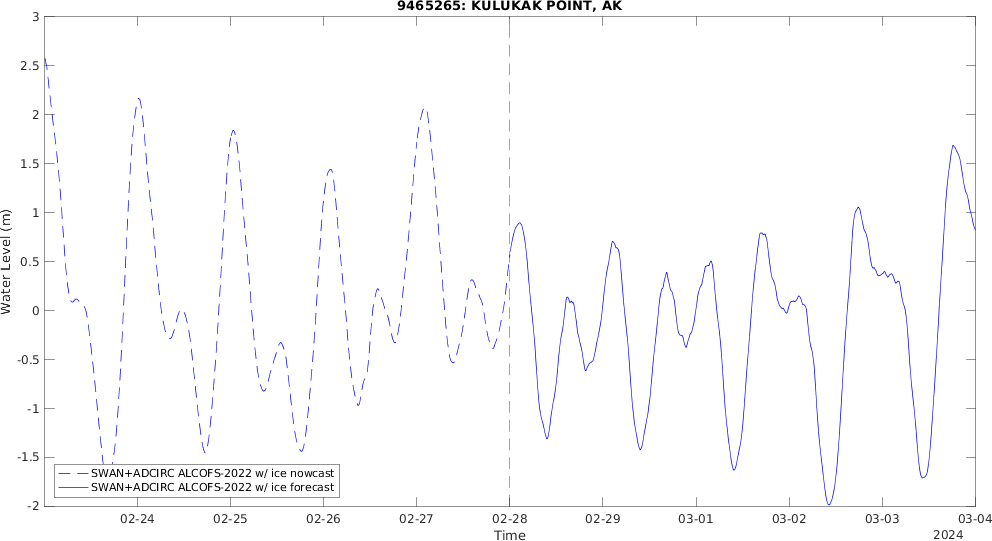 9465265: KULUKAK POINT, AK
3
2.5
2
1.5
1
0.5
0
-0.5
-1
-1.5
-2
Water Level (m)
SWAN+ADCIRC ALCOFS-2022 w/ ice nowcast
SWAN+ADCIRC ALCOFS-2022 w/ ice forecast
02-24 02-25 02-26 02-27 02-28 02-29 03-01 03-02 03-03 03-04
Time
2024